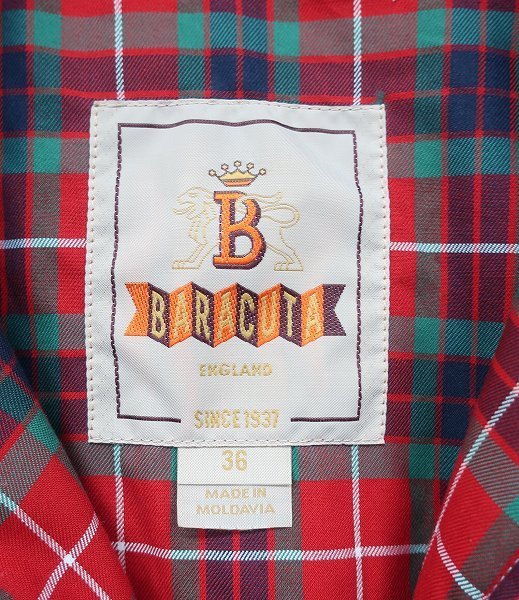 B
BARACUTA
ENGLAND
SINCE 1937
36
MADE IN
MOLDAVIA